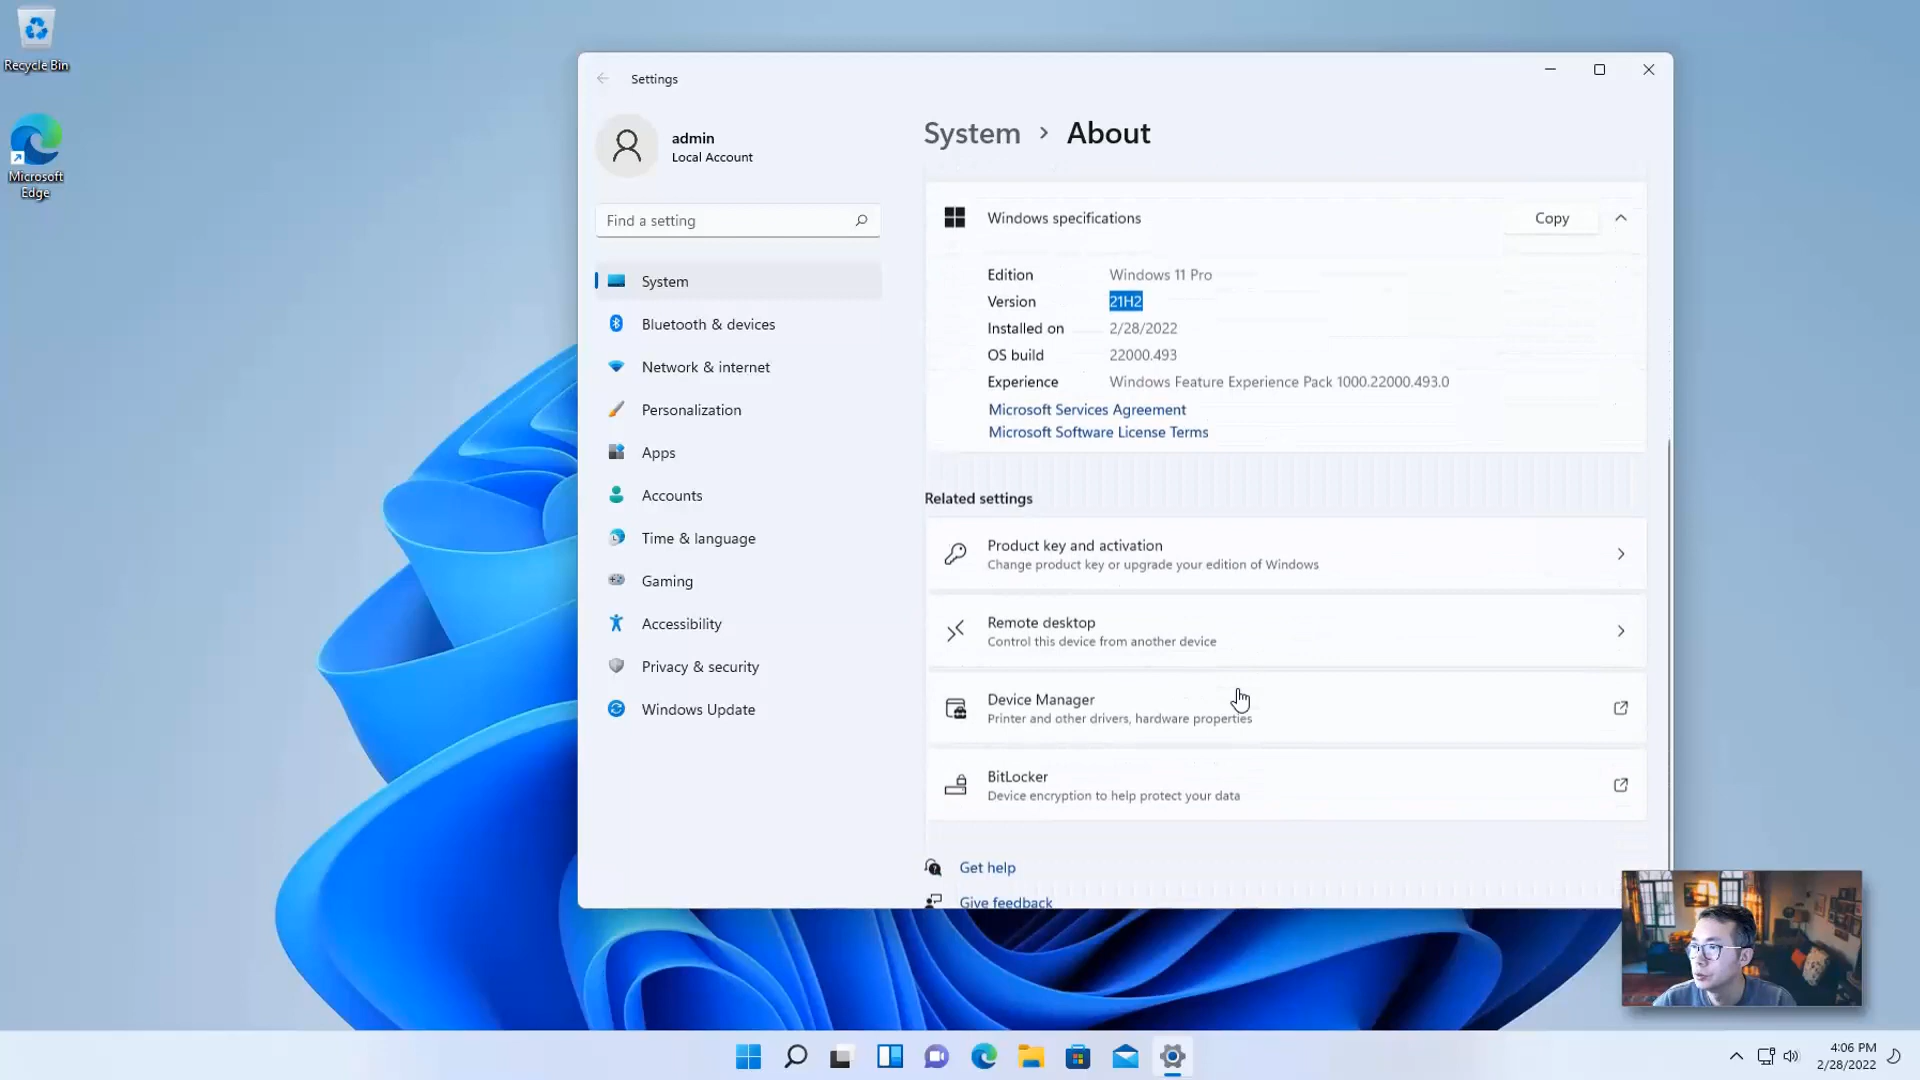 Recycle Bin
Microsoft
Edge
Settings
admin
Local Account
Find a setting
System
Bluetooth & devices
Network & internet
Personalization
Apps
Accounts
Time & language
Gaming
Accessibility
Privacy & security
Windows Update
System › About
Windows specifications
Copy
Edition Windows 11 Pro
Version 21H2
Installed on 2/28/2022
OS build 22000.493
Experience Windows Feature Experience Pack 1000.22000.493.0
Microsoft Services Agreement
Microsoft Software License Terms
Related settings
Product key and activation
Change product key or upgrade your edition of Windows
Remote desktop
Control this device from another device
Device Manager
Printer and other drivers, hardware properties
BitLocker
Device encryption to help protect your data
Get help
Give feedback
4:06 PM
2/28/2022